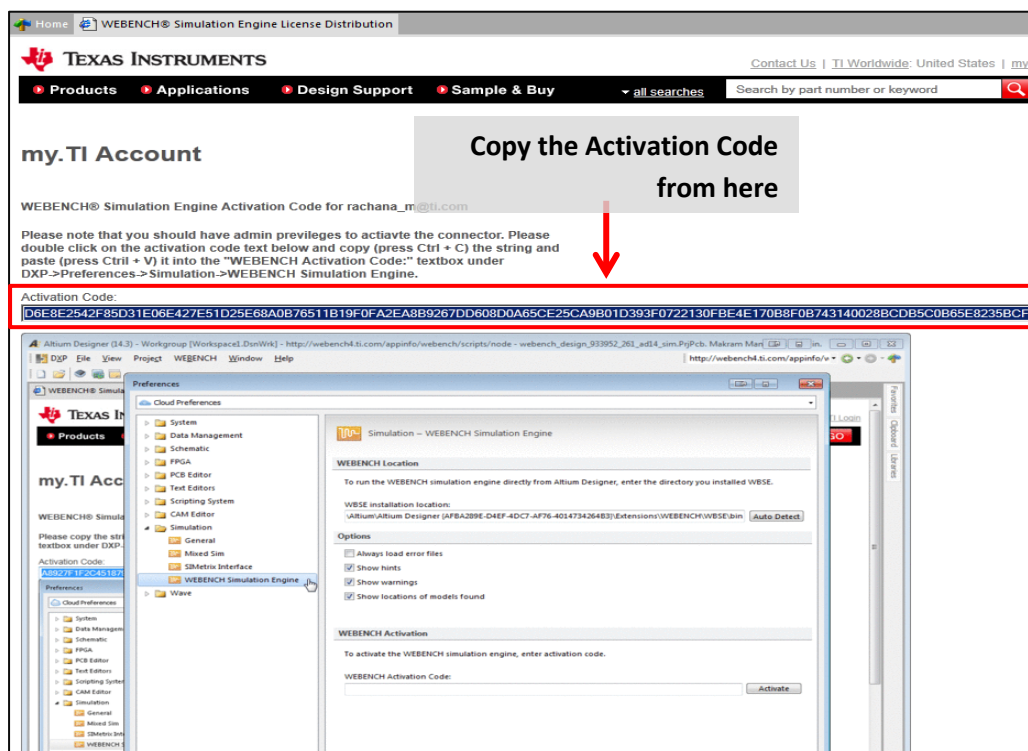 Home WEBENCH® Simulation Engine License Distribution
TEXAS INSTRUMENTS
Contact Us | TI Worldwide: United States | my
Products Applications Design Support Sample & Buy all searches Search by part number or keyword
Copy the Activation Code
from here
my.TI Account
WEBENCH® Simulation Engine Activation Code for rachana_m@ti.com
Please note that you should have admin previleges to actiavte the connector. Please
double click on the activation code text below and copy (press Ctrl + C) the string and
paste (press Ctril + V) it into the "WEBENCH Activation Code:" textbox under
DXP->Preferences->Simulation->WEBENCH Simulation Engine.
Activation Code:
D6E8E2542F85D31E06E427E51D25E68A0B76511B19F0FA2EA8B9267DD608D0A65CE25CA9B01D393F0722130FBE4E170B8F0B743140028BCDB5C0B65E8235BCF
Altium Designer (14.3) - Workgroup [Workspace1.DsnWrk] - http://webench4.ti.com/appinfo/webench/scripts/node - webench_design_933952_261_ad14_sim.PrjPcb. Makram Man in.
DXP File View Project WEBENCH Window Help http://webench4.ti.com/appinfo/v
WEBENCH® Simula
Preferences
Cloud Preferences
TEXAS IN
TI Login
Products
GO
my.TI Acc
WEBENCH® Simula
Please copy the stri
textbox under DXP-
Activation Code:
A8927F1F2C45187
Preferences
Cloud Preferences
System
Data Managem
Schematic
FPGA
PCB Editor
Text Editors
Scripting System
CAM Editor
Simulation
General
Mixed Sim
SIMetrix Inte
WEBENCH S
System
Data Management
Schematic
FPGA
PCB Editor
Text Editors
Scripting System
CAM Editor
Simulation
General
Mixed Sim
SIMetrix Interface
WEBENCH Simulation Engine
Wave
Simulation – WEBENCH Simulation Engine
WEBENCH Location
To run the WEBENCH simulation engine directly from Altium Designer, enter the directory you installed WBSE.
WBSE installation location:
\Altium\Altium Designer {AFBA289E-D4EF-4DC7-AF76-4014734264B3}\Extensions\WEBENCH\WBSE\bin Auto Detect
Options
Always load error files
Show hints
Show warnings
Show locations of models found
WEBENCH Activation
To activate the WEBENCH simulation engine, enter activation code.
WEBENCH Activation Code:
Activate
Favorites
Clipboard
Libraries